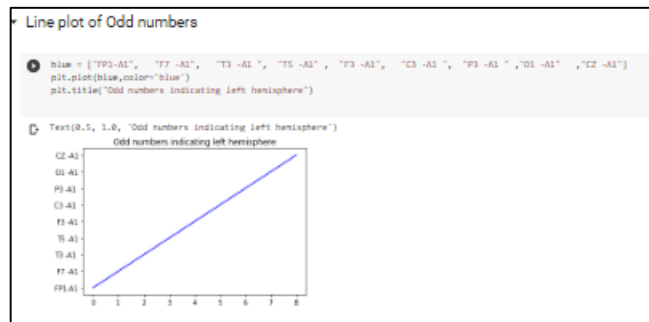 Line plot of Odd numbers
blue = ["FP1-A1", "F7 -A1", "T3 -A1 ", "T5 -A1" , "F3 -A1", "C3 -A1 ", "P3 -A1 " ,"O1 -A1" ,"CZ -A1"]
plt.plot(blue,color='blue')
plt.title("Odd numbers indicating left hemisphere")
Text(0.5, 1.0, 'Odd numbers indicating left hemisphere')
Odd numbers indicating left hemisphere
CZ -A1
O1 -A1
P3 -A1
C3 -A1
F3 -A1
T5 -A1
T3 -A1
F7 -A1
FP1-A1
0 1 2 3 4 5 6 7 8